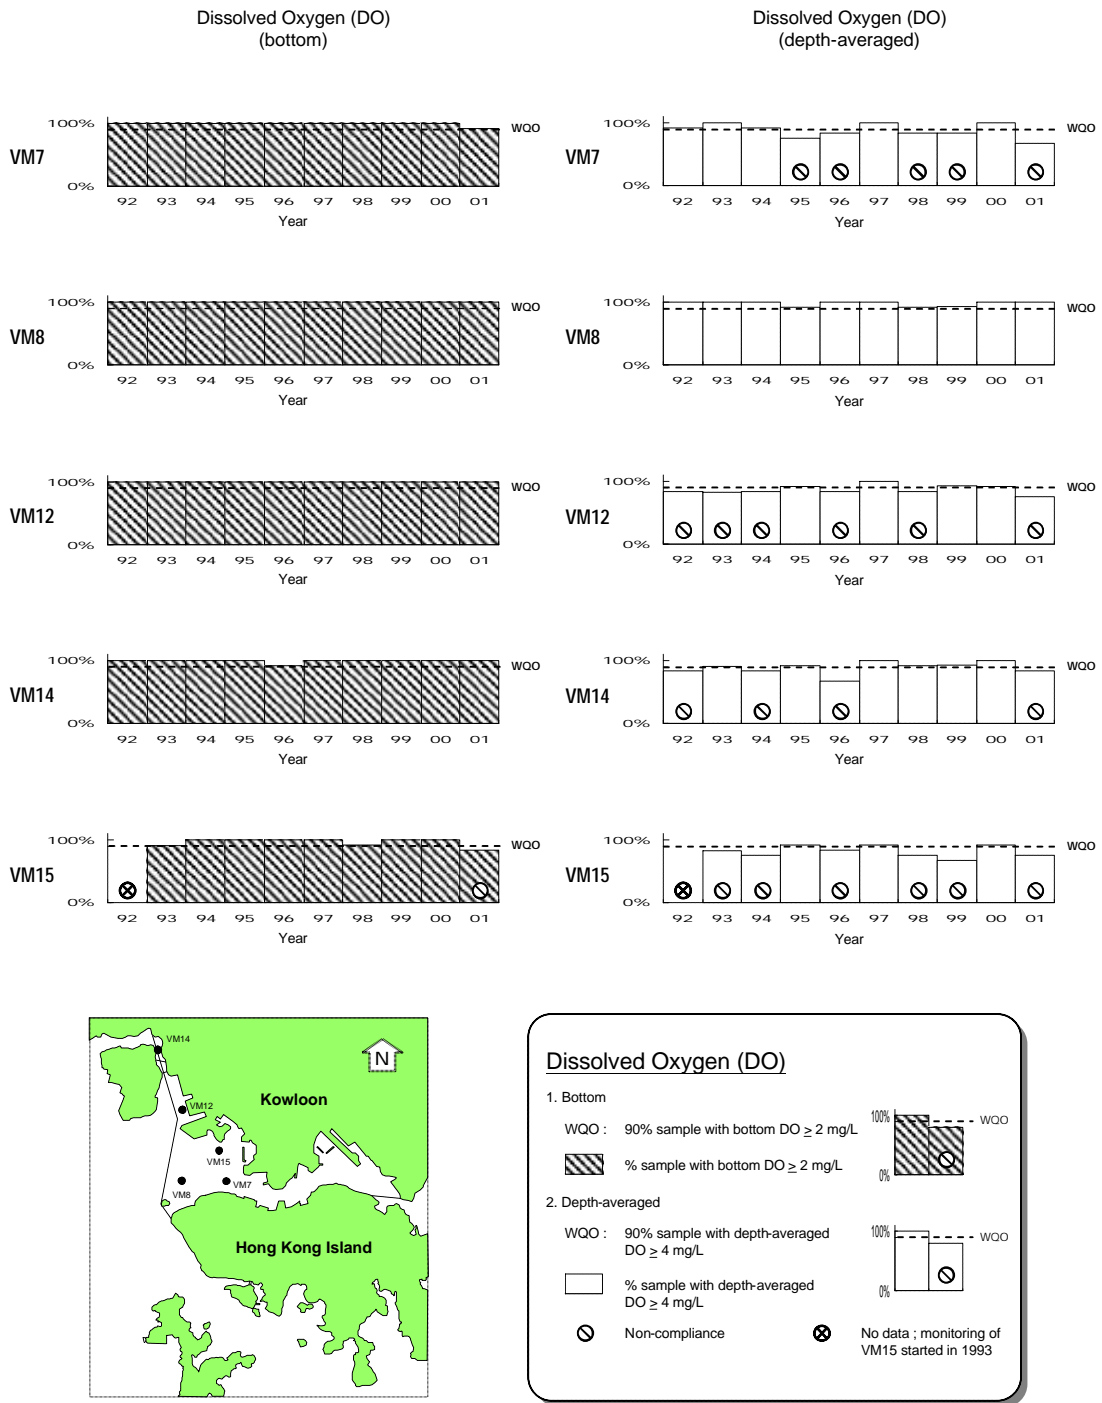 Dissolved Oxygen (DO)
(bottom)
Dissolved Oxygen (DO)
(depth-averaged)
VM7
100%
0%
WQO
92 93 94 95 96 97 98 99 00 01
Year
VM7
100%
0%
WQO
92 93 94 95 96 97 98 99 00 01
Year
VM8
100%
0%
WQO
92 93 94 95 96 97 98 99 00 01
Year
VM8
100%
0%
WQO
92 93 94 95 96 97 98 99 00 01
Year
VM12
100%
0%
WQO
92 93 94 95 96 97 98 99 00 01
Year
VM12
100%
0%
WQO
92 93 94 95 96 97 98 99 00 01
Year
VM14
100%
0%
WQO
92 93 94 95 96 97 98 99 00 01
Year
VM14
100%
0%
WQO
92 93 94 95 96 97 98 99 00 01
Year
VM15
100%
0%
WQO
92 93 94 95 96 97 98 99 00 01
Year
VM15
100%
0%
WQO
92 93 94 95 96 97 98 99 00 01
Year
VM14
N
Kowloon
VM12
VM15
VM8
VM7
Hong Kong Island
Dissolved Oxygen (DO)
1. Bottom
WQO : 90% sample with bottom DO ≥ 2 mg/L
% sample with bottom DO ≥ 2 mg/L
100%
WQO
0%
2. Depth-averaged
WQO : 90% sample with depth-averaged
DO ≥ 4 mg/L
% sample with depth-averaged
DO ≥ 4 mg/L
100%
WQO
0%
Non-compliance
No data ; monitoring of
VM15 started in 1993